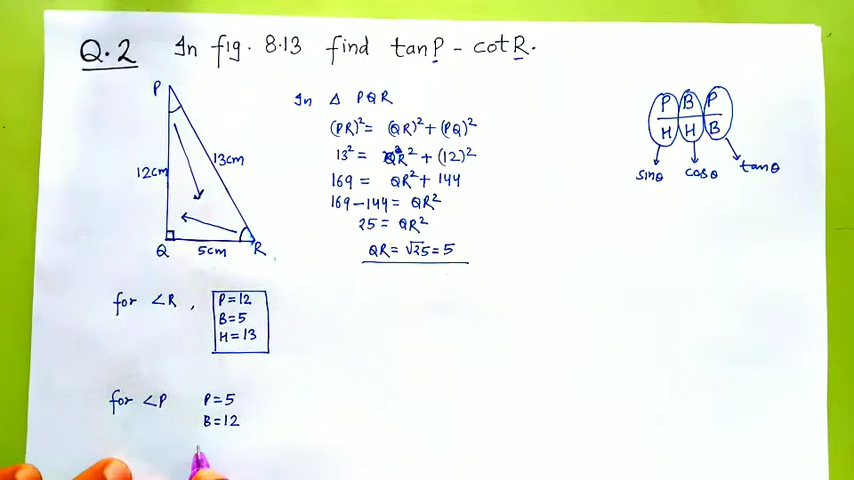 Q.2 In fig. 8.13 find tanP - cotR.
P
12cm
13cm
Q
5cm
R
In △ PQR
(PR)² = (QR)² + (PQ)²
13² = QR² + (12)²
169 = QR² + 144
169 - 144 = QR²
25 = QR²
QR = √25 = 5
P B P
H H B
sinθ cosθ tanθ
for ∠R, P = 12
B = 5
H = 13
for ∠P P = 5
B = 12